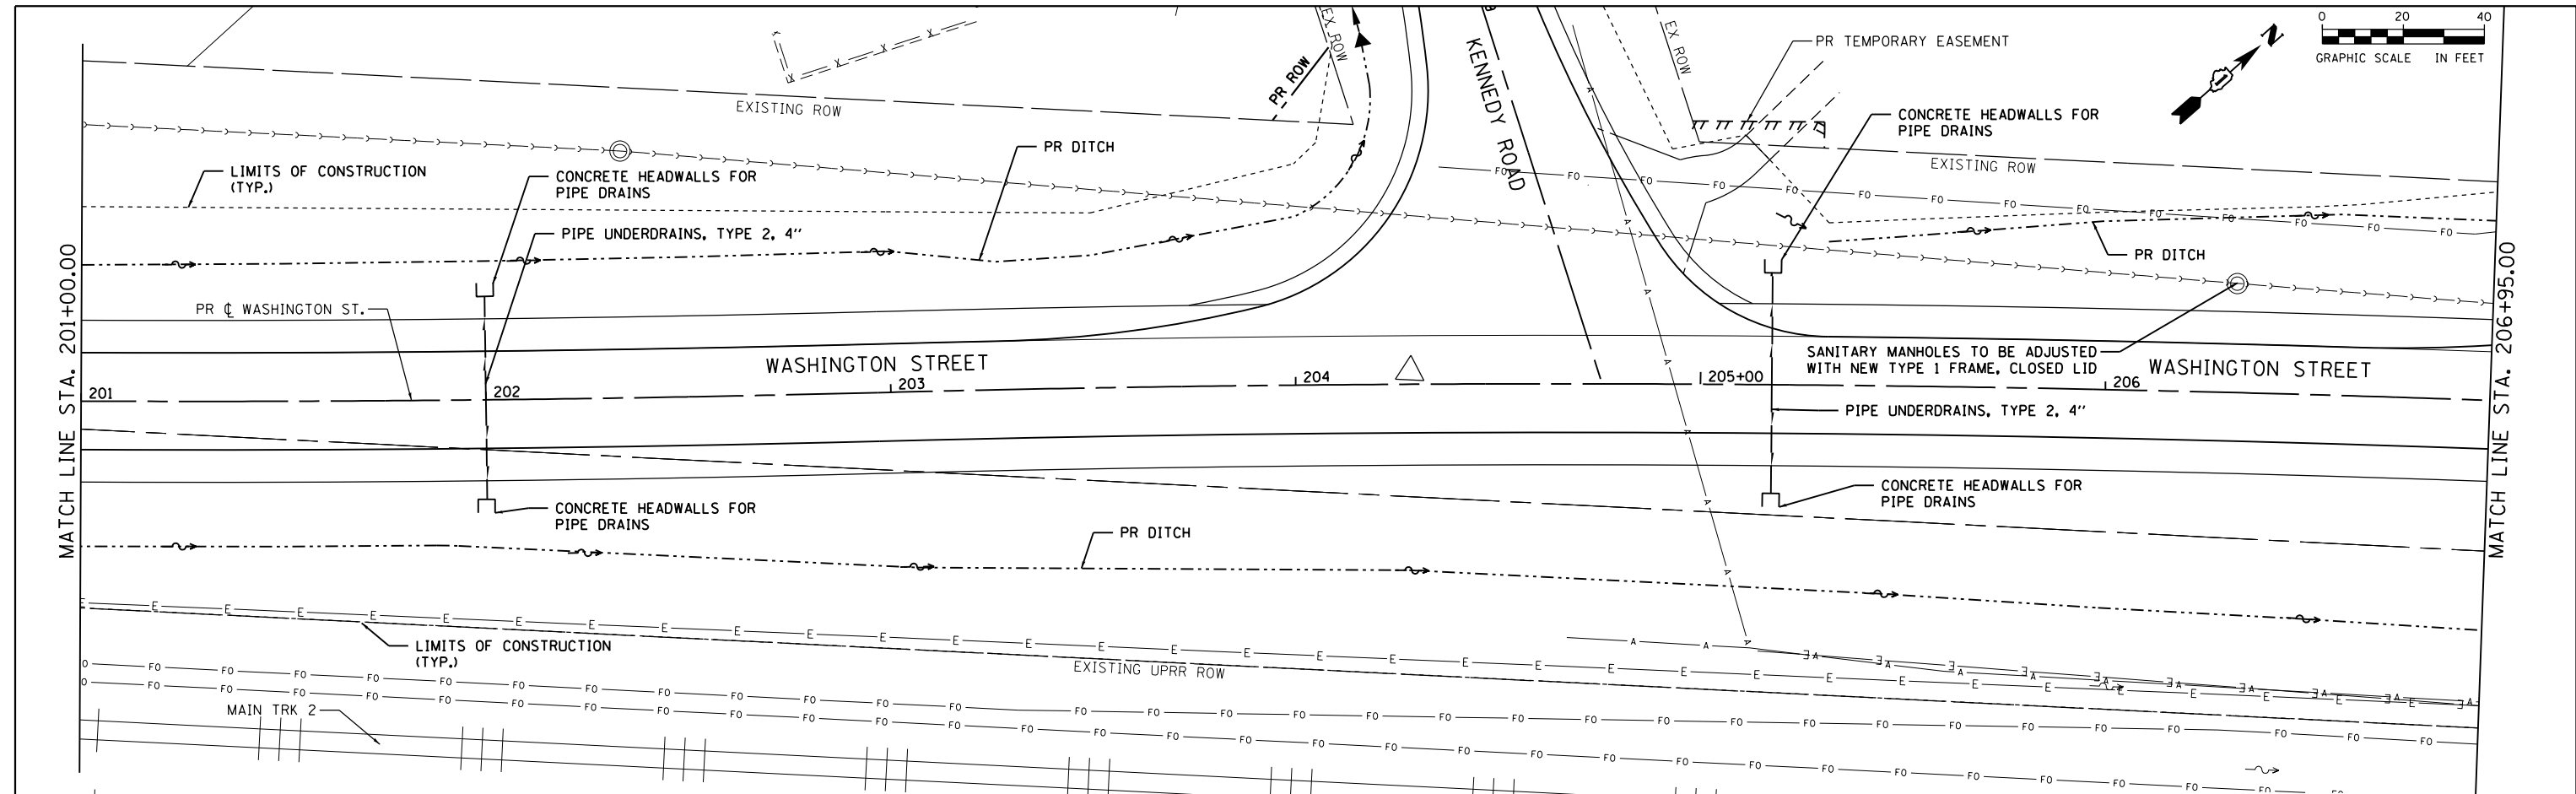 0 20 40
GRAPHIC SCALE IN FEET
N
EX ROW
PR ROW
EXISTING ROW
KENNEDY ROAD
EX ROW
PR TEMPORARY EASEMENT
CONCRETE HEADWALLS FOR
PIPE DRAINS
EXISTING ROW
PR DITCH
LIMITS OF CONSTRUCTION
(TYP.)
CONCRETE HEADWALLS FOR
PIPE DRAINS
PIPE UNDERDRAINS, TYPE 2, 4"
PR DITCH
PR ℄ WASHINGTON ST.
MATCH LINE STA. 201+00.00
MATCH LINE STA. 206+95.00
WASHINGTON STREET
SANITARY MANHOLES TO BE ADJUSTED
WITH NEW TYPE 1 FRAME, CLOSED LID
WASHINGTON STREET
201
202
203
204
205+00
206
PIPE UNDERDRAINS, TYPE 2, 4"
CONCRETE HEADWALLS FOR
PIPE DRAINS
CONCRETE HEADWALLS FOR
PIPE DRAINS
PR DITCH
LIMITS OF CONSTRUCTION
(TYP.)
EXISTING UPRR ROW
MAIN TRK 2